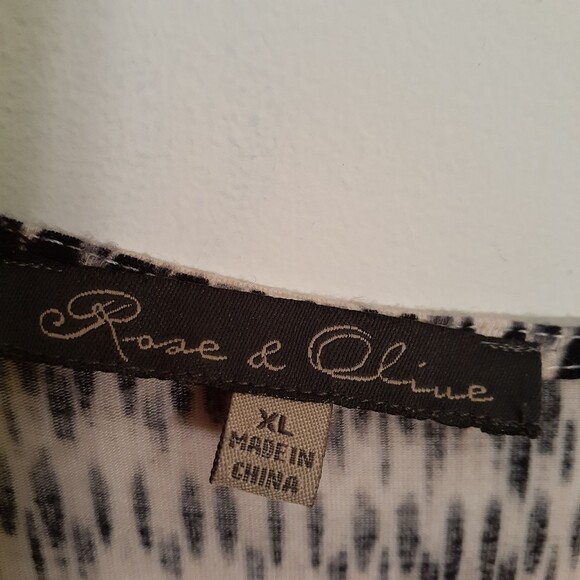 Rose & Olive
XL
MADE IN
CHINA